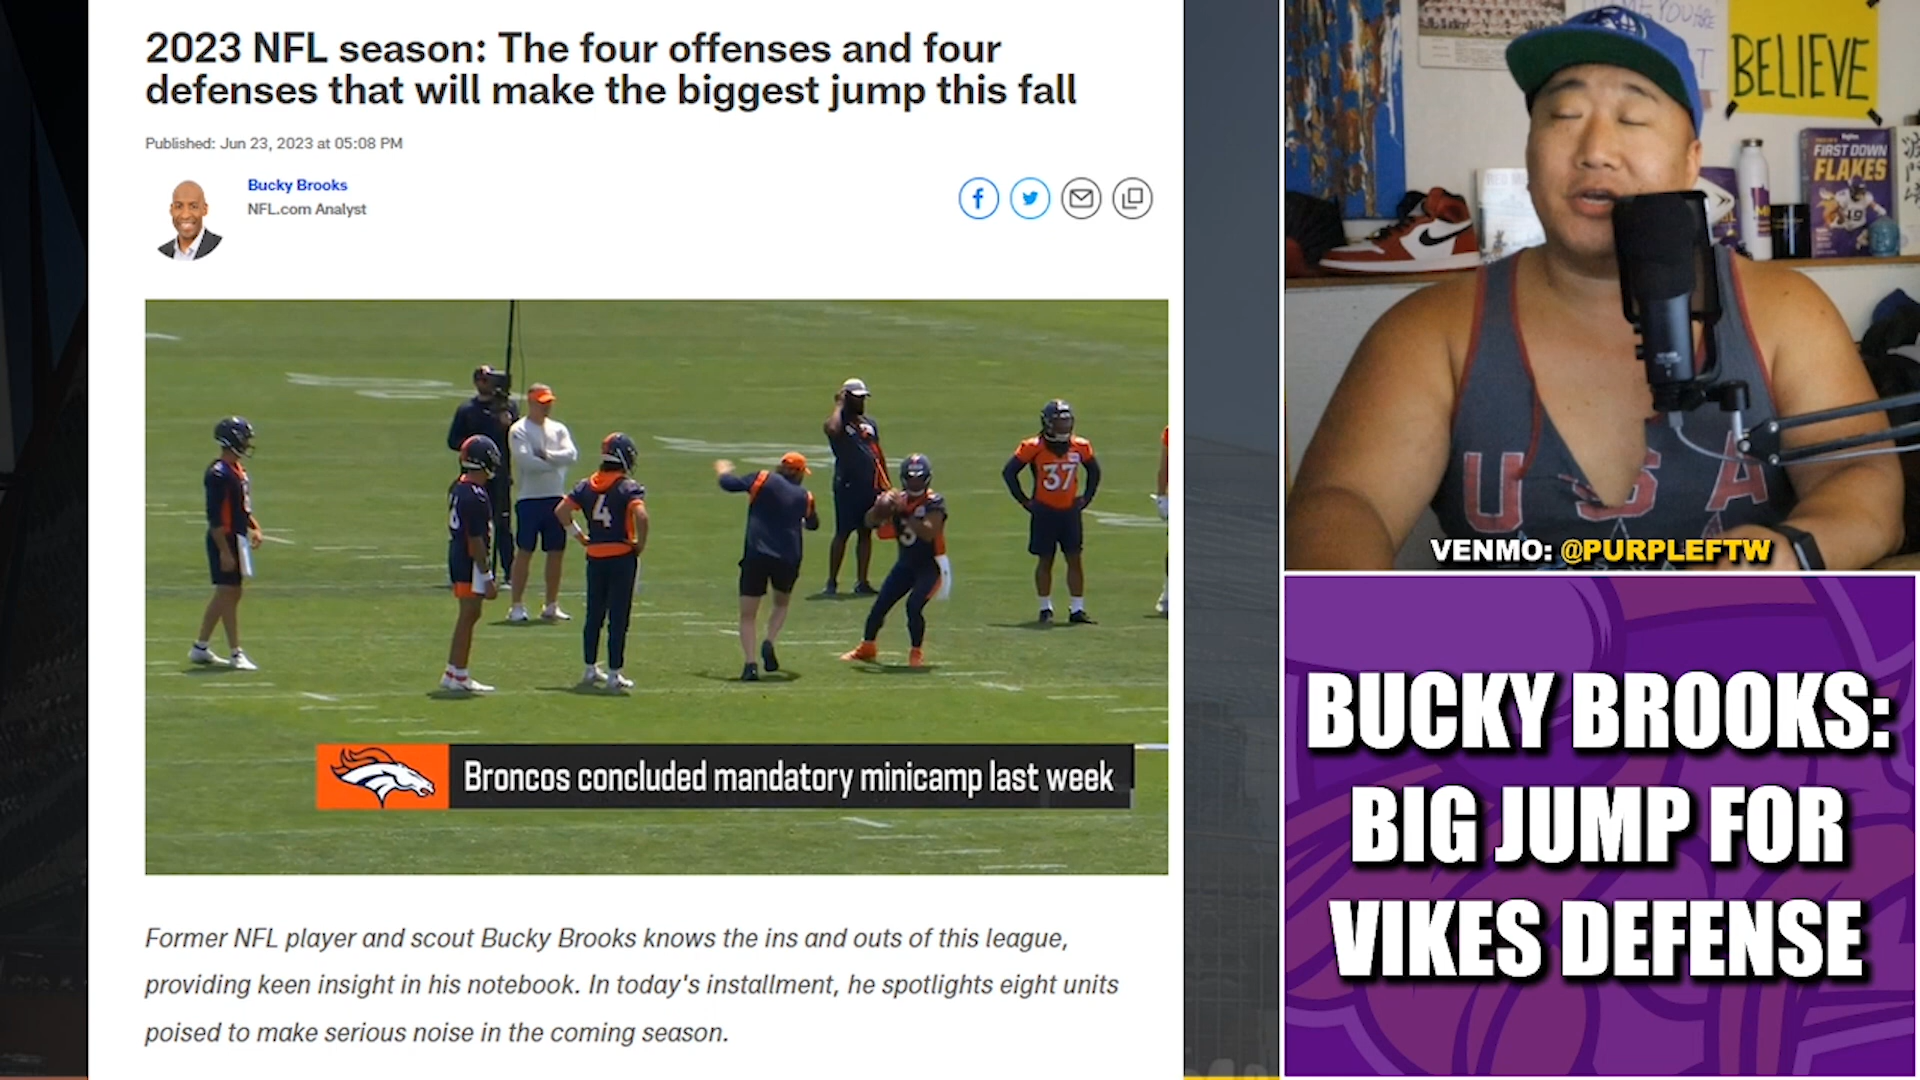 2023 NFL season: The four offenses and four
defenses that will make the biggest jump this fall
Published: Jun 23, 2023 at 05:08 PM
Bucky Brooks
NFL.com Analyst
4
37
Broncos concluded mandatory minicamp last week
Former NFL player and scout Bucky Brooks knows the ins and outs of this league,
providing keen insight in his notebook. In today's installment, he spotlights eight units
poised to make serious noise in the coming season.
BELIEVE
FIRST DOWN
FLAKES
19
USA
VENMO: @PURPLEFTW
BUCKY BROOKS:
BIG JUMP FOR
VIKES DEFENSE